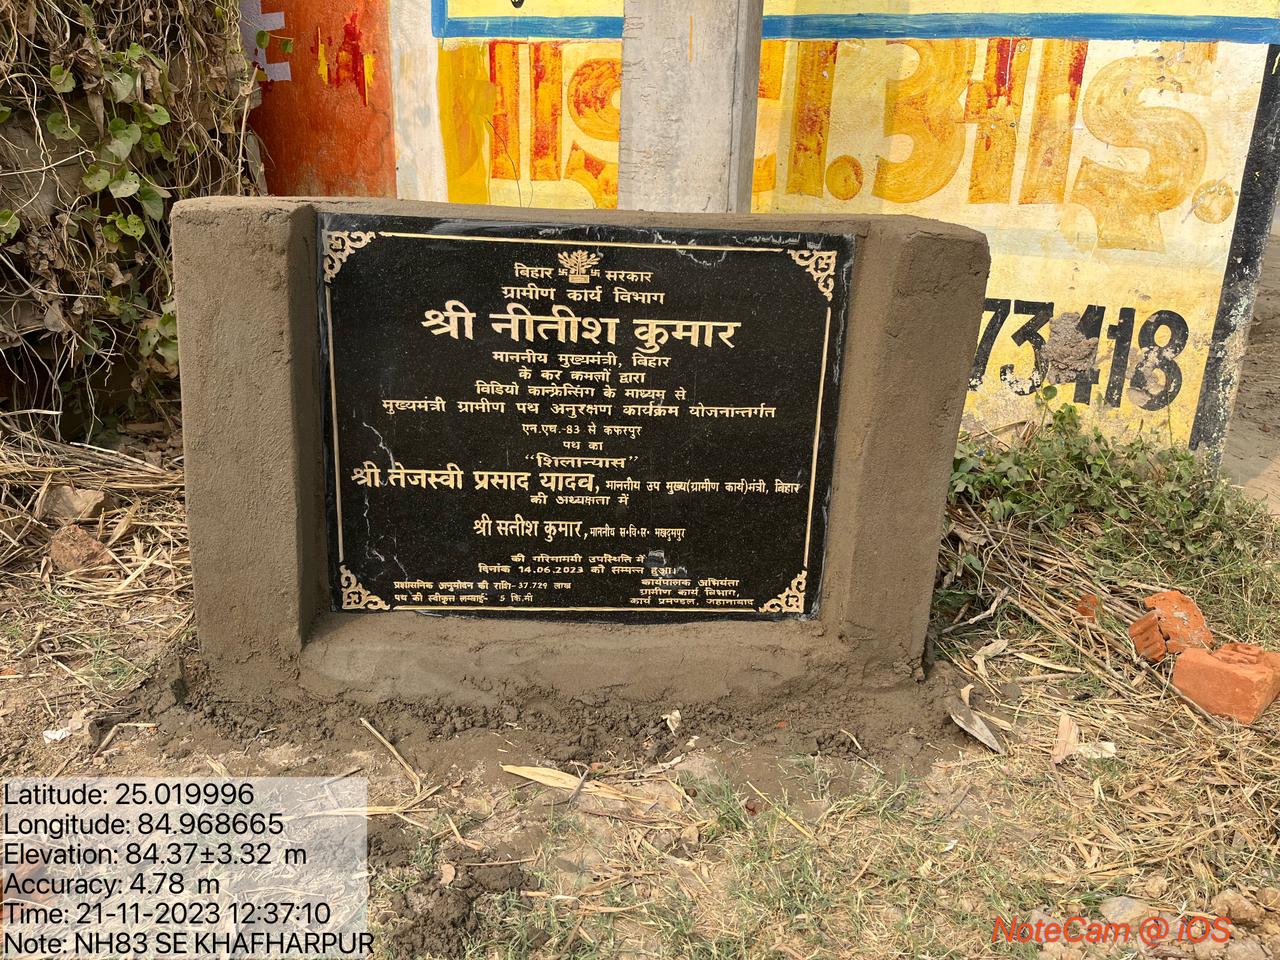 बिहार सरकार
ग्रामीण कार्य विभाग
श्री नीतीश कुमार
माननीय मुख्यमंत्री, बिहार
के कर कमलों द्वारा
विडियो कान्फ्रेन्सिंग के माध्यम से
मुख्यमंत्री ग्रामीण पथ अनुरक्षण कार्यक्रम योजनान्तर्गत
एन.एच.-83 से कफरपुर
पथ का
“शिलान्यास”
श्री तेजस्वी प्रसाद यादव, माननीय उप मुख्य(ग्रामीण कार्य)मंत्री, बिहार
की अध्यक्षता में
श्री सतीश कुमार, माननीय स॰वि॰स॰ मखदुमपुर
की गरिमामयी उपस्थिति में
दिनांक 14.06.2023 को सम्पन्न हुआ।
प्रशासनिक अनुमोदन की राशि-37.729 लाख
पथ की स्वीकृत लम्बाई- 5 कि.मी
कार्यपालक अभियंता
ग्रामीण कार्य विभाग,
कार्य प्रमण्डल, जहानाबाद
.आई.
73 418
Latitude: 25.019996
Longitude: 84.968665
Elevation: 84.37±3.32 m
Accuracy: 4.78 m
Time: 21-11-2023 12:37:10
Note: NH83 SE KHAFHARPUR
NoteCam @ iOS